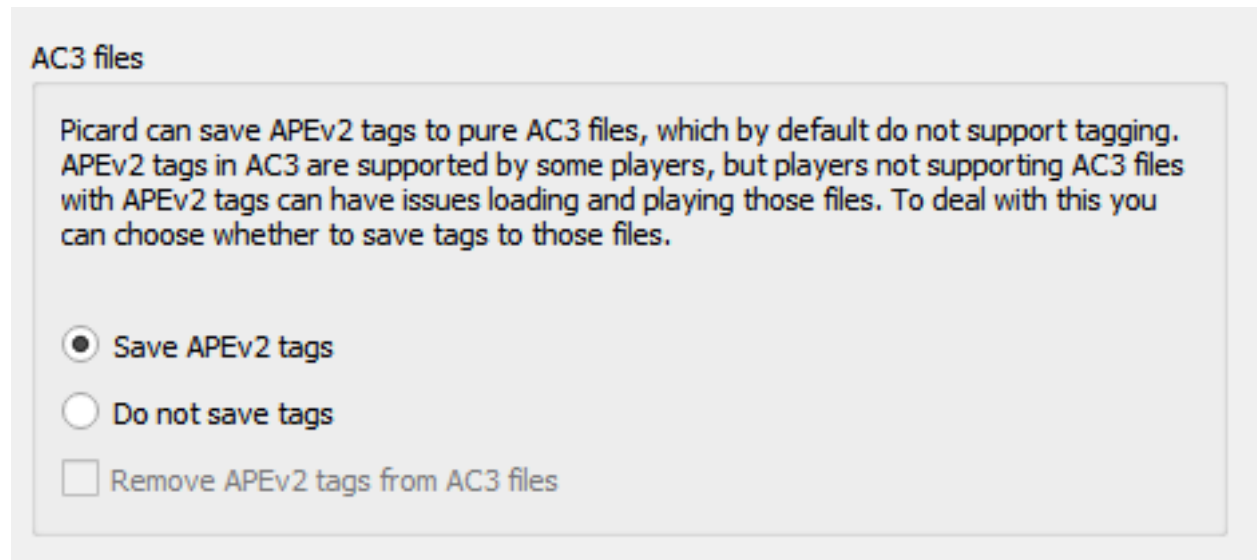 AC3 files
Picard can save APEv2 tags to pure AC3 files, which by default do not support tagging.
APEv2 tags in AC3 are supported by some players, but players not supporting AC3 files
with APEv2 tags can have issues loading and playing those files. To deal with this you
can choose whether to save tags to those files.
Save APEv2 tags
Do not save tags
Remove APEv2 tags from AC3 files